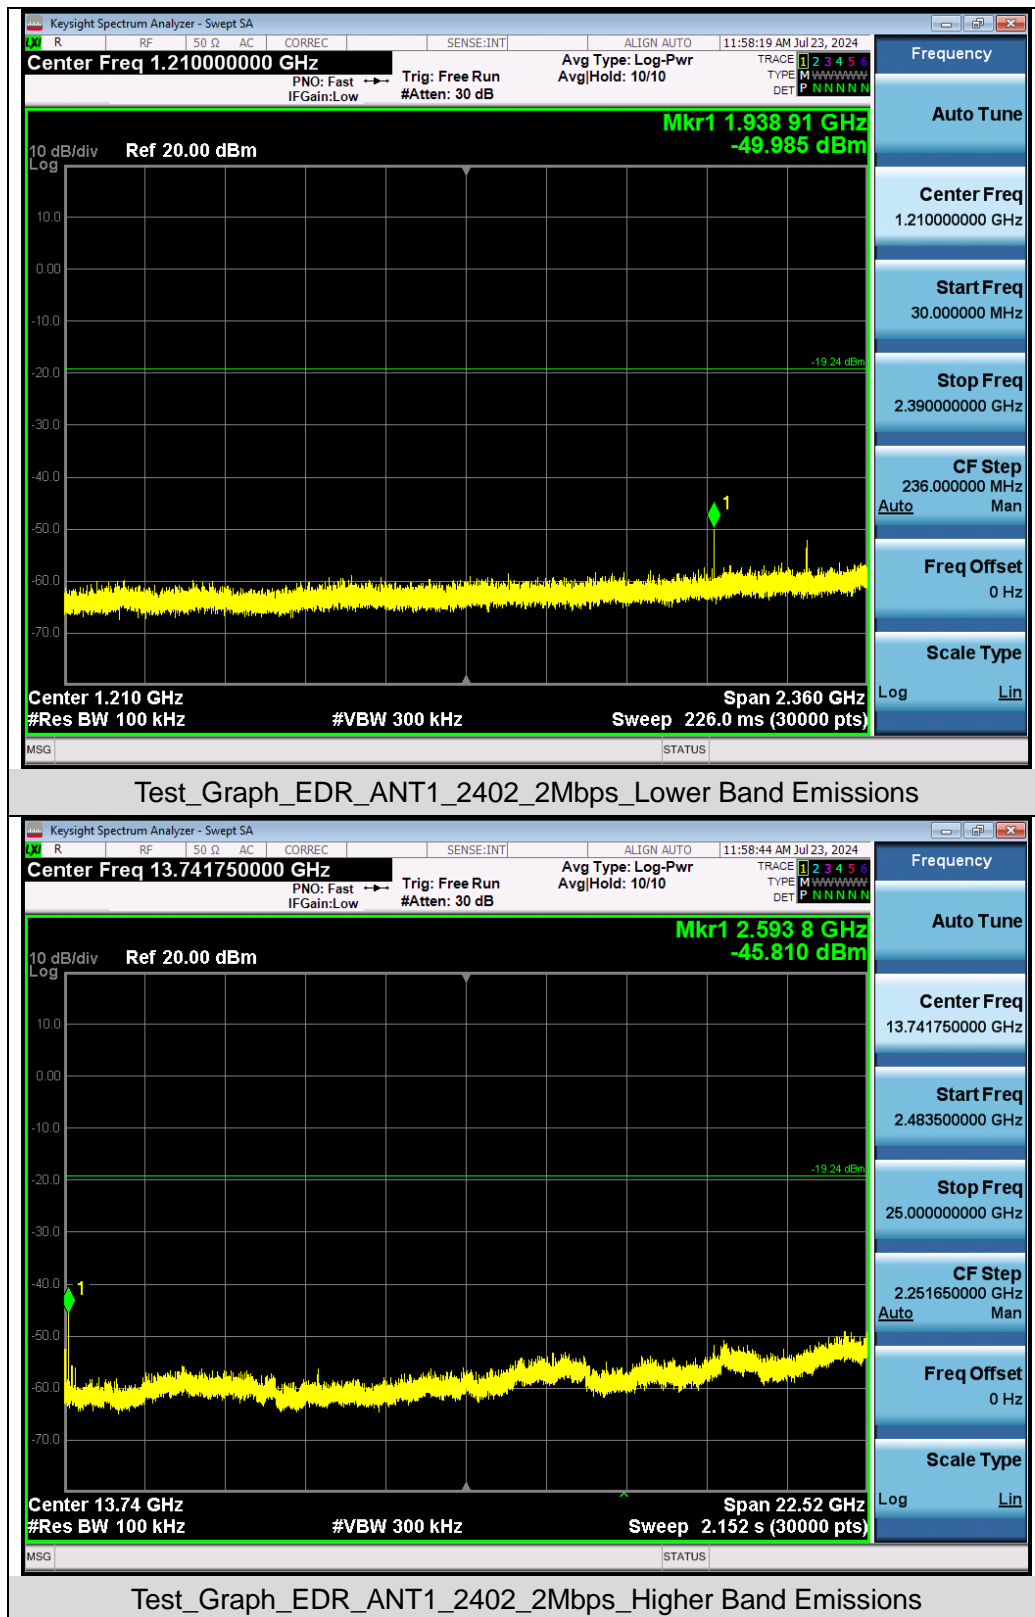 Keysight Spectrum Analyzer - Swept SA
LXI R RF 50 Ω AC CORREC SENSE:INT ALIGN AUTO 11:58:19 AM Jul 23, 2024
Center Freq 1.210000000 GHz
PNO: Fast
IFGain:Low
Trig: Free Run
#Atten: 30 dB
Avg Type: Log-Pwr
Avg|Hold: 10/10
TRACE 1 2 3 4 5 6
TYPE M WWWWW
DET P N N N N N
Frequency
Mkr1 1.938 91 GHz
-49.985 dBm
10 dB/div Ref 20.00 dBm
Log
10.0
0.00
-10.0
-19.24 dBm
-20.0
-30.0
-40.0
1
-50.0
-60.0
-70.0
Center 1.210 GHz Span 2.360 GHz
#Res BW 100 kHz #VBW 300 kHz Sweep 226.0 ms (30000 pts)
MSG STATUS
Auto Tune
Center Freq
1.210000000 GHz
Start Freq
30.000000 MHz
Stop Freq
2.390000000 GHz
CF Step
236.000000 MHz
Auto Man
Freq Offset
0 Hz
Scale Type
Log Lin
Test_Graph_EDR_ANT1_2402_2Mbps_Lower Band Emissions
Keysight Spectrum Analyzer - Swept SA
LXI R RF 50 Ω AC CORREC SENSE:INT ALIGN AUTO 11:58:44 AM Jul 23, 2024
Center Freq 13.741750000 GHz
PNO: Fast
IFGain:Low
Trig: Free Run
#Atten: 30 dB
Avg Type: Log-Pwr
Avg|Hold: 10/10
TRACE 1 2 3 4 5 6
TYPE M WWWWW
DET P N N N N N
Frequency
Mkr1 2.593 8 GHz
-45.810 dBm
10 dB/div Ref 20.00 dBm
Log
10.0
0.00
-10.0
-19.24 dBm
-20.0
-30.0
-40.0
1
-50.0
-60.0
-70.0
Center 13.74 GHz Span 22.52 GHz
#Res BW 100 kHz #VBW 300 kHz Sweep 2.152 s (30000 pts)
MSG STATUS
Auto Tune
Center Freq
13.741750000 GHz
Start Freq
2.483500000 GHz
Stop Freq
25.000000000 GHz
CF Step
2.251650000 GHz
Auto Man
Freq Offset
0 Hz
Scale Type
Log Lin
Test_Graph_EDR_ANT1_2402_2Mbps_Higher Band Emissions